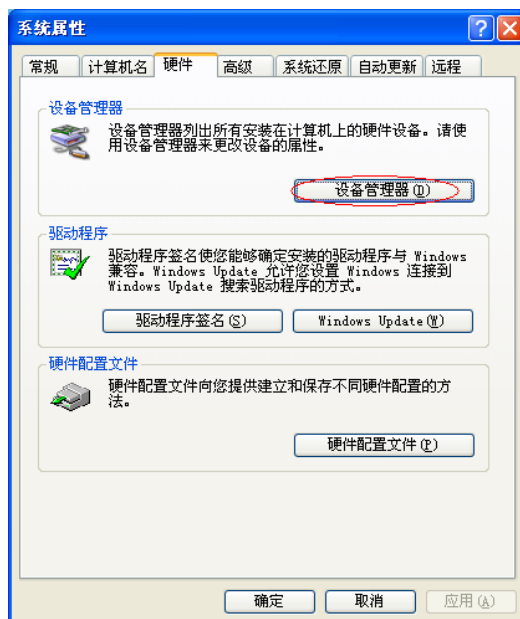 系统属性
常规 计算机名 硬件 高级 系统还原 自动更新 远程
设备管理器
设备管理器列出所有安装在计算机上的硬件设备。请使
用设备管理器来更改设备的属性。
设备管理器(D)
驱动程序
驱动程序签名使您能够确定安装的驱动程序与 Windows
兼容。Windows Update 允许您设置 Windows 连接到
Windows Update 搜索驱动程序的方式。
驱动程序签名(S) Windows Update(W)
硬件配置文件
硬件配置文件向您提供建立和保存不同硬件配置的方
法。
硬件配置文件(P)
确定 取消 应用(A)